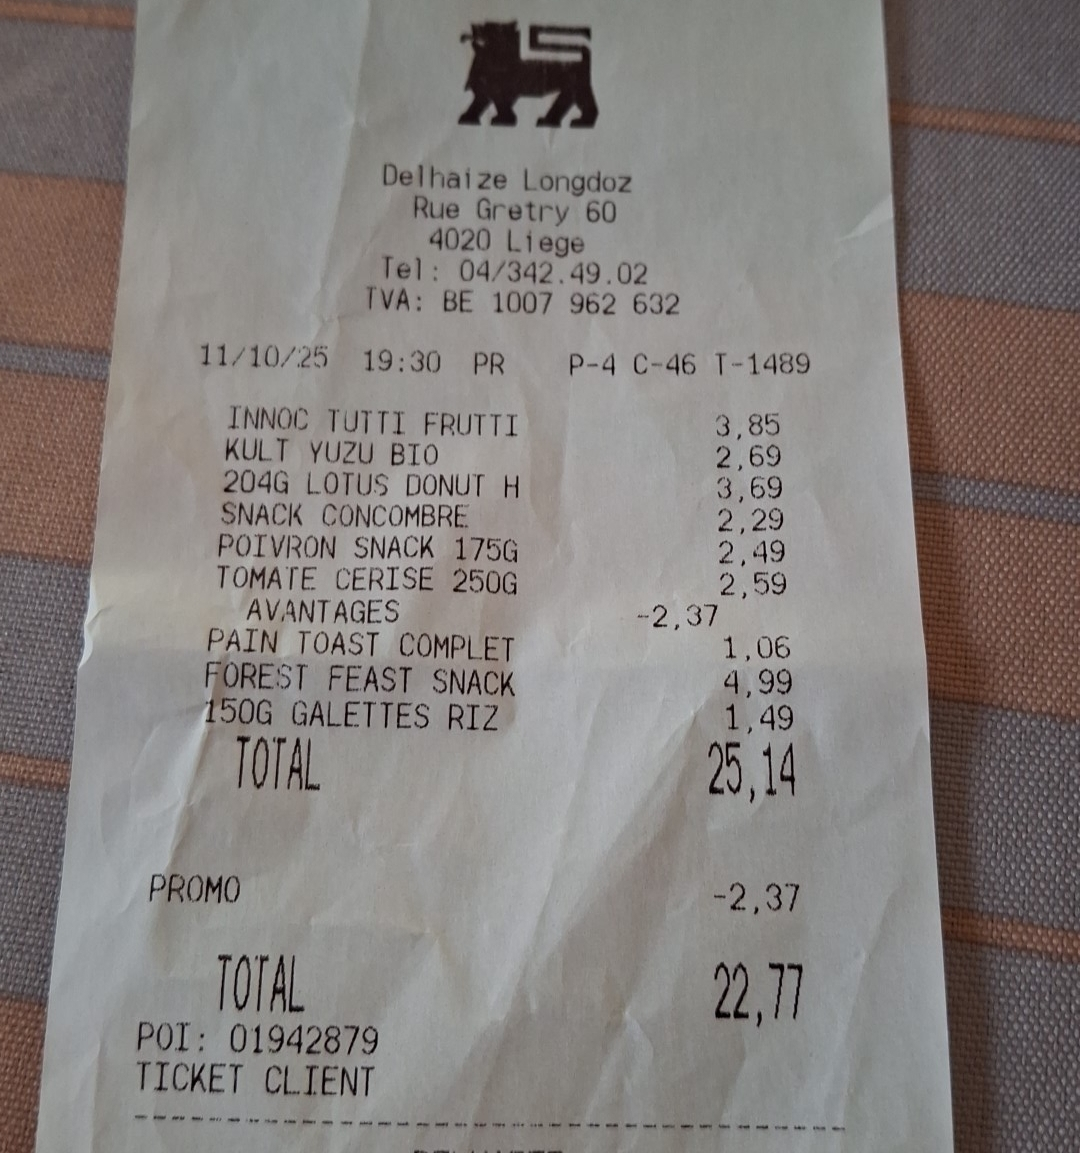 Delhaize Longdoz
Rue Gretry 60
4020 Liege
Tel: 04/342.49.02
TVA: BE 1007 962 632
11/10/25 19:30 PR P-4 C-46 T-1489
INNOC TUTTI FRUTTI 3,85
KULT YUZU BIO 2,69
204G LOTUS DONUT H 3,69
SNACK CONCOMBRE 2,29
POIVRON SNACK 175G 2,49
TOMATE CERISE 250G 2,59
AVANTAGES -2,37
PAIN TOAST COMPLET 1,06
FOREST FEAST SNACK 4,99
150G GALETTES RIZ 1,49
TOTAL 25,14
PROMO -2,37
TOTAL 22,77
POI: 01942879
TICKET CLIENT